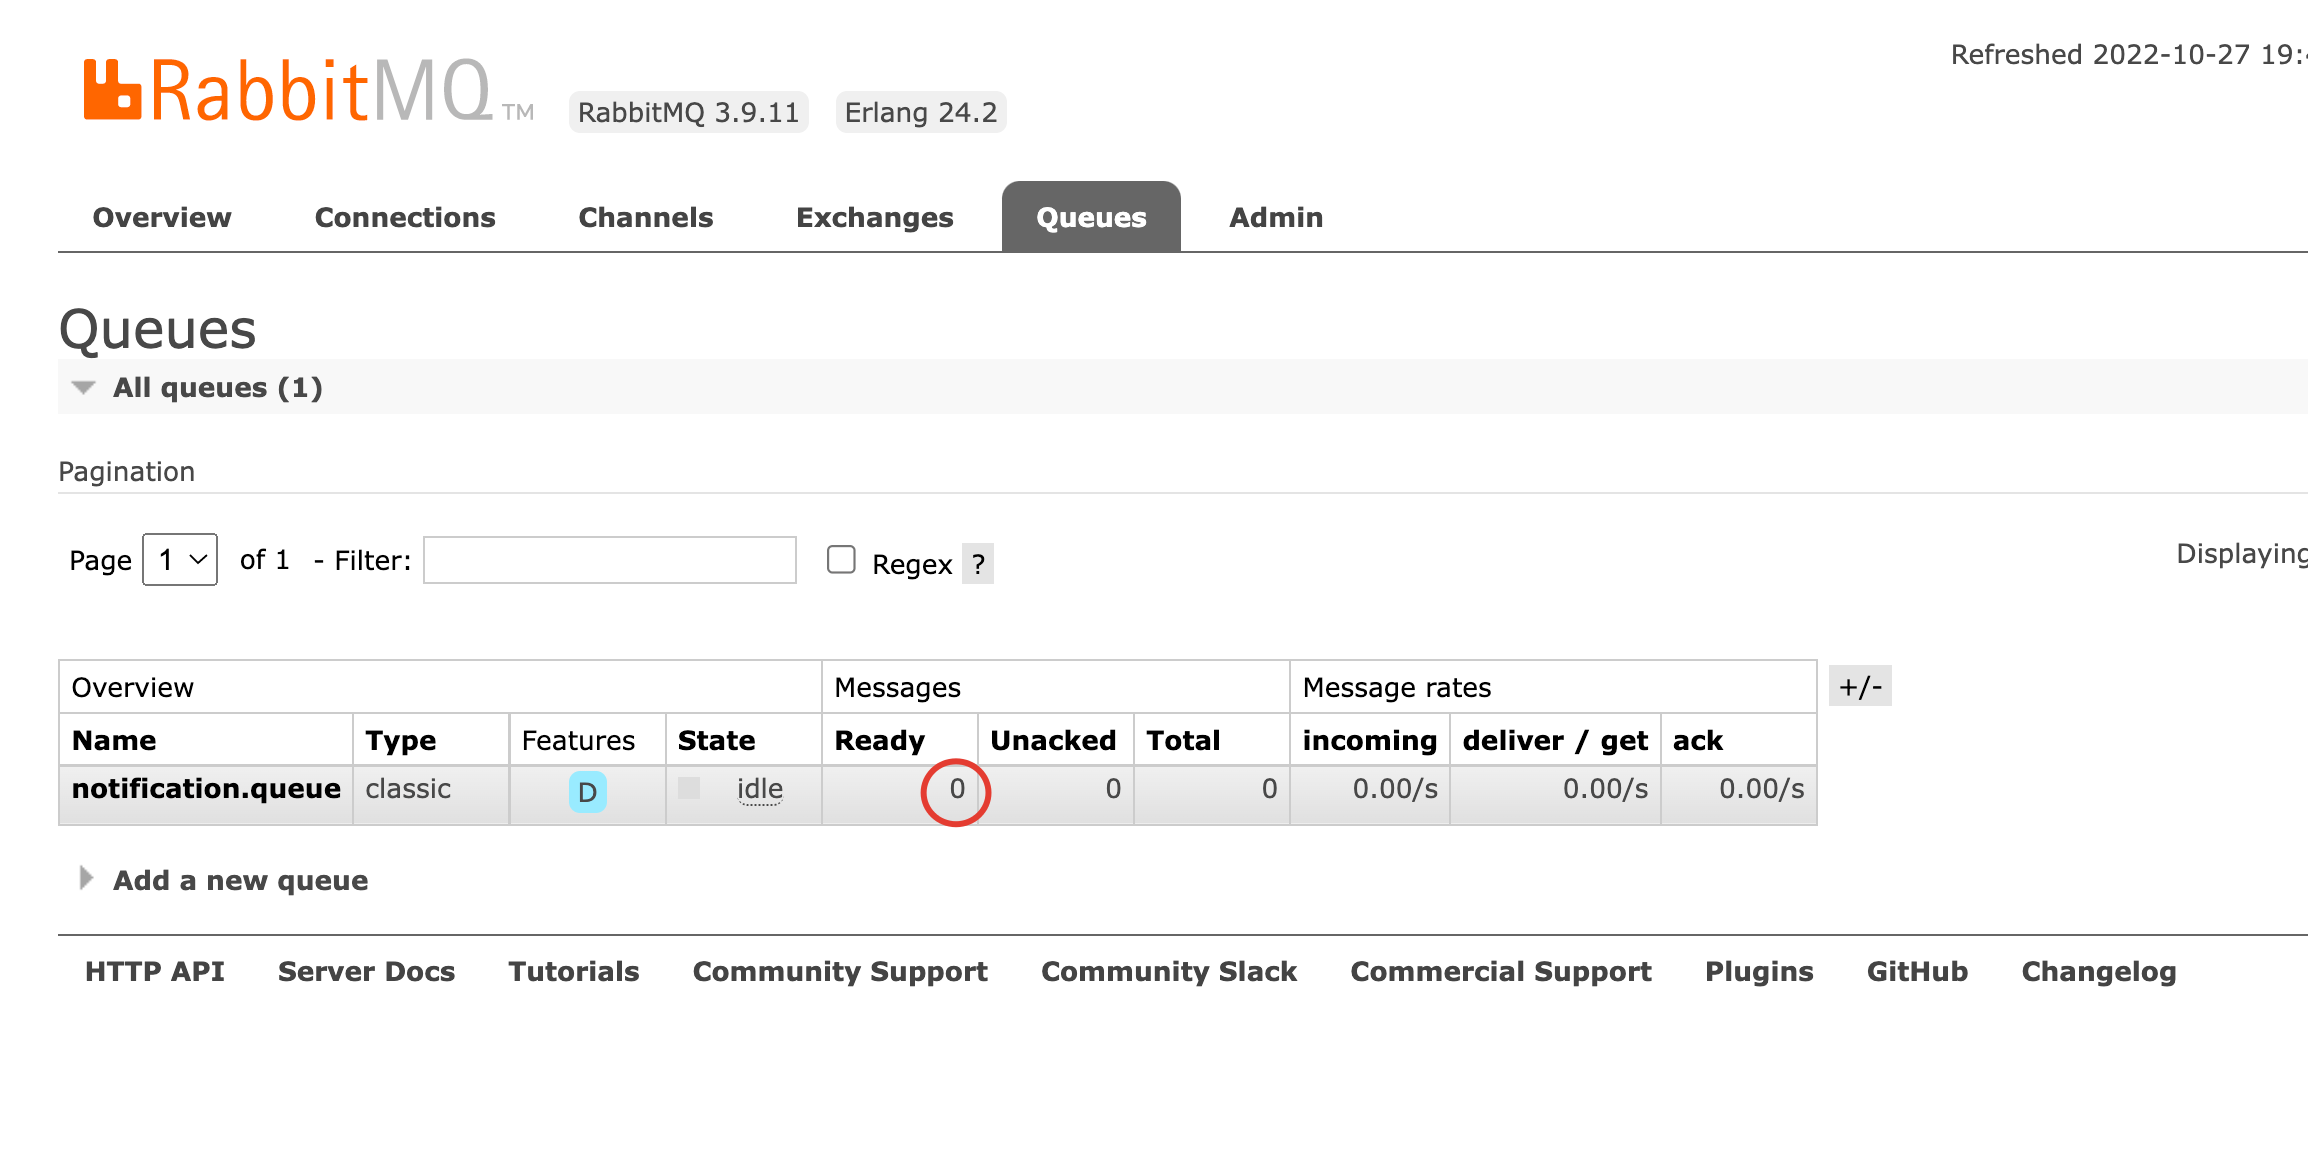 Refreshed 2022-10-27 19:
RabbitMQ TM RabbitMQ 3.9.11 Erlang 24.2
Overview Connections Channels Exchanges Queues Admin
Queues
All queues (1)
Pagination
Page 1 of 1 - Filter: Regex ? Displaying
Overview Messages Message rates +/-
Name Type Features State Ready Unacked Total incoming deliver / get ack
notification.queue classic D idle 0 0 0 0.00/s 0.00/s 0.00/s
Add a new queue
HTTP API Server Docs Tutorials Community Support Community Slack Commercial Support Plugins GitHub Changelog